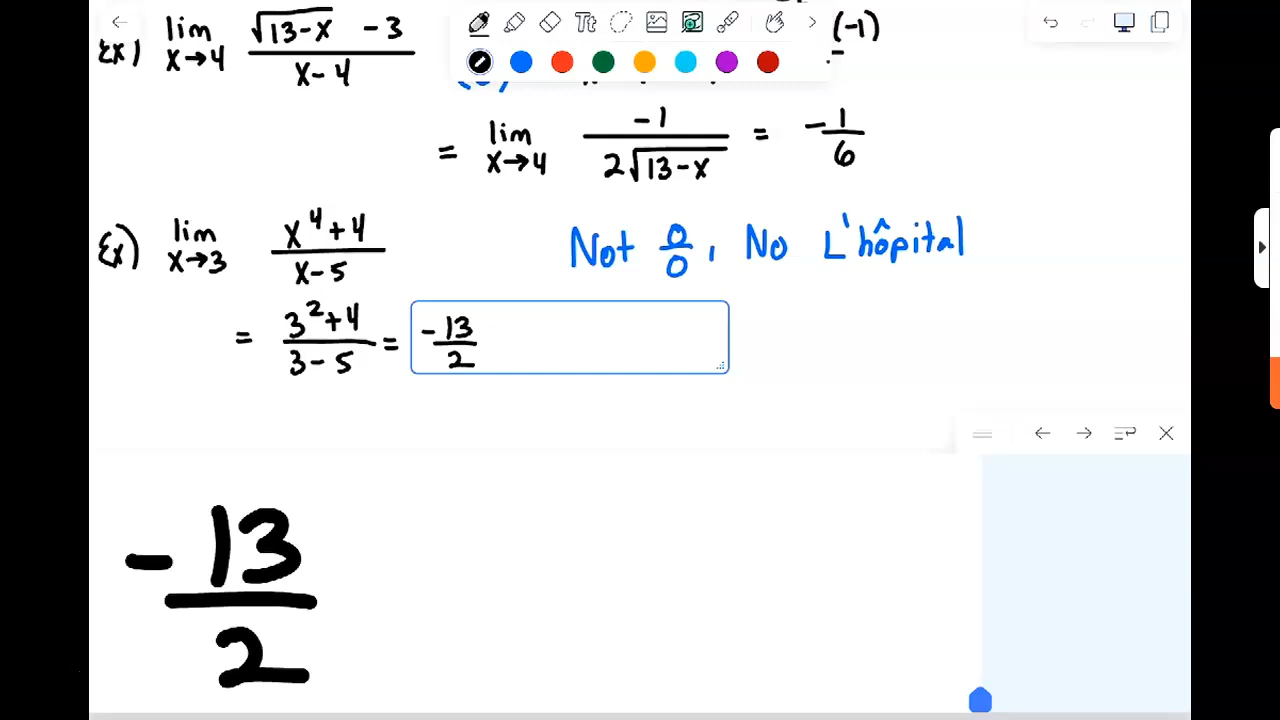 Ex) lim x→4 (√(13-x) - 3)/(x-4)
(-1)
= lim x→4 -1/(2√(13-x)) = -1/6
Ex) lim x→3 (x^4+4)/(x-5) Not 0/0, No L'hôpital
= (3^2+4)/(3-5) = -13/2
-13/2
Tt